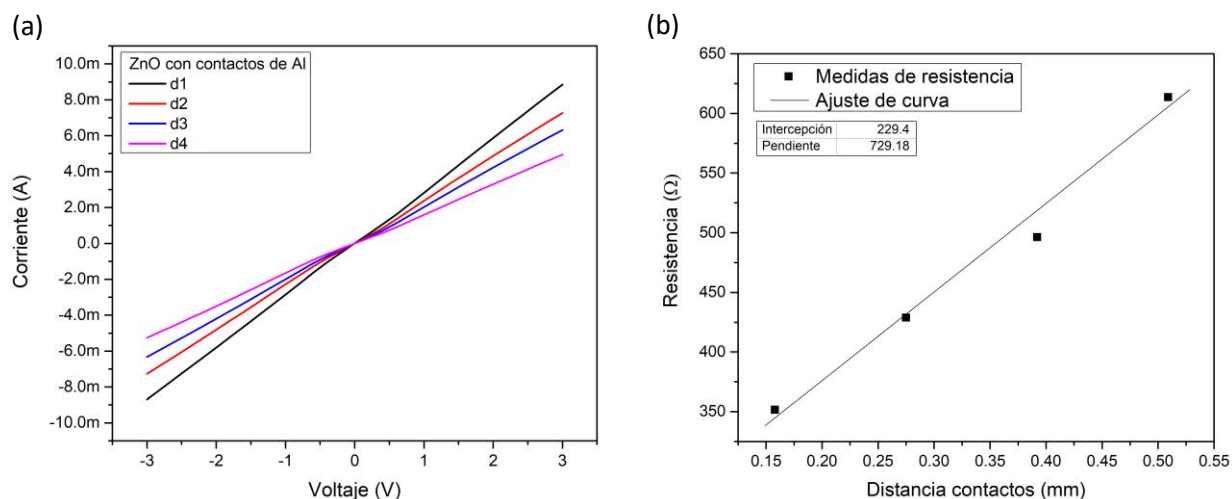 (a)
ZnO con contactos de Al
d1
d2
d3
d4
10.0m
8.0m
6.0m
4.0m
2.0m
0.0
-2.0m
-4.0m
-6.0m
-8.0m
-10.0m
Corriente (A)
-3 -2 -1 0 1 2 3
Voltaje (V)
(b)
Medidas de resistencia
Ajuste de curva
Intercepción 229.4
Pendiente 729.18
650
600
550
500
450
400
350
Resistencia (Ω)
0.15 0.20 0.25 0.30 0.35 0.40 0.45 0.50 0.55
Distancia contactos (mm)